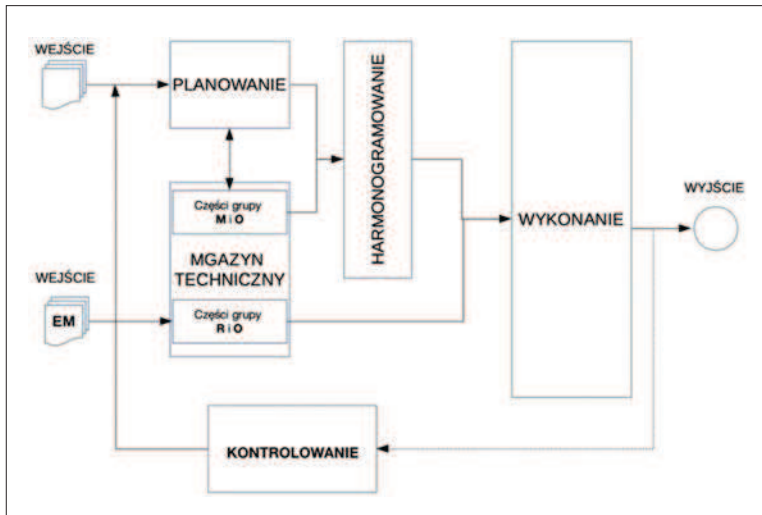 WEJŚCIE
PLANOWANIE
Części grupy
M i O
MGAZYN
TECHNICZNY
WEJŚCIE
EM
Części grupy
R i O
HARMONOGRAMOWANIE
WYKONANIE
WYJŚCIE
KONTROLOWANIE